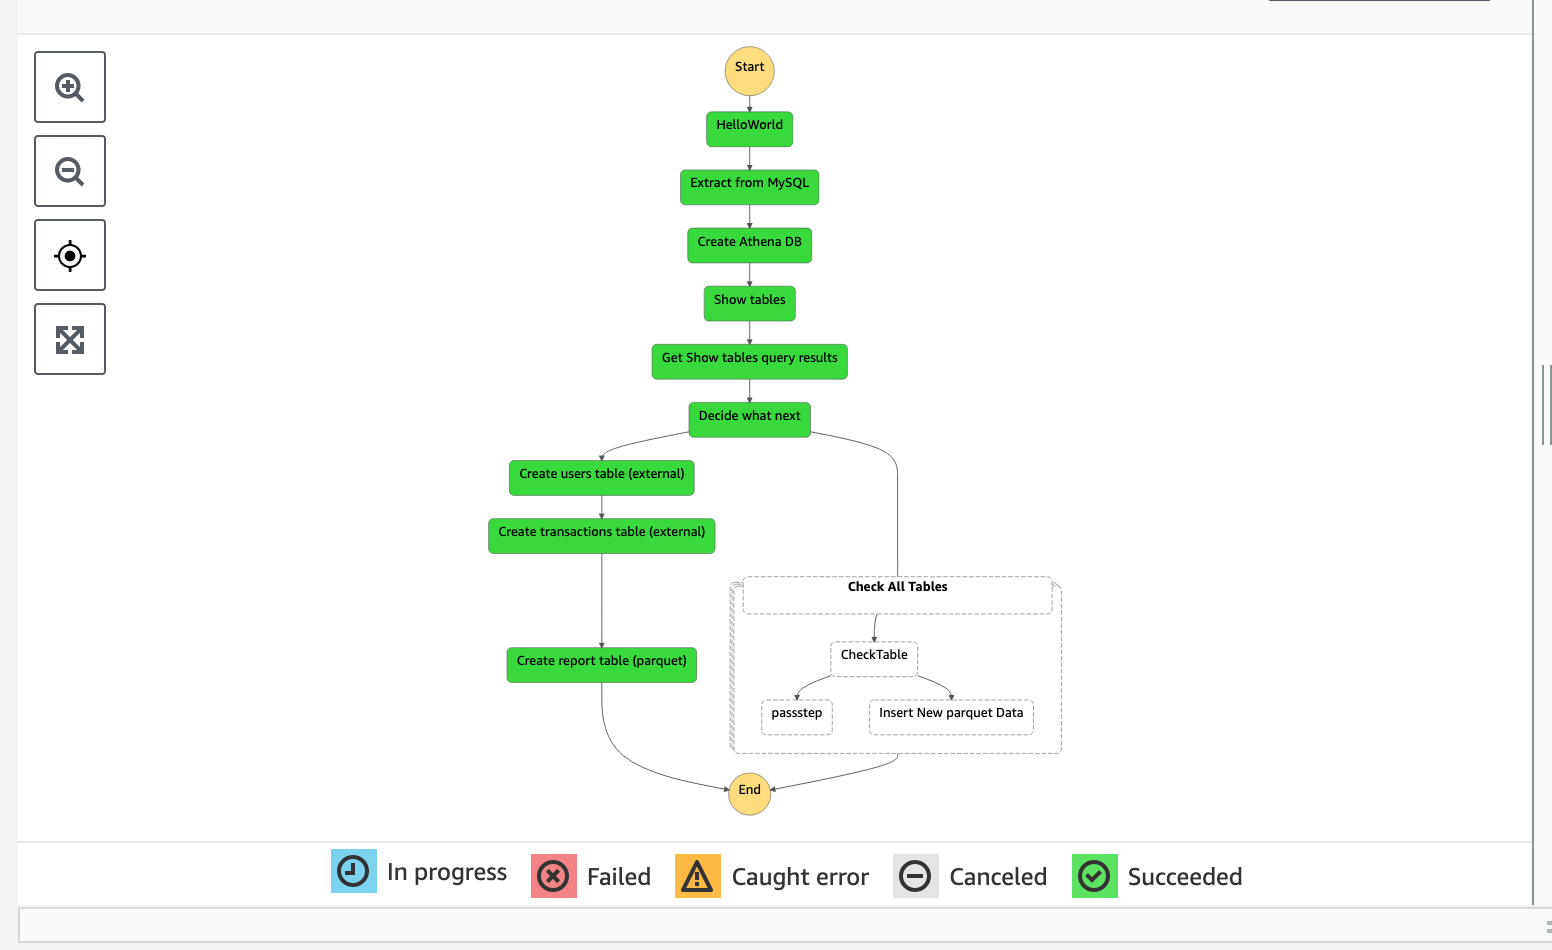 Start
HelloWorld
Extract from MySQL
Create Athena DB
Show tables
Get Show tables query results
Decide what next
Create users table (external)
Create transactions table (external)
Check All Tables
CheckTable
Create report table (parquet)
passstep
Insert New parquet Data
End
In progress
Failed
Caught error
Canceled
Succeeded